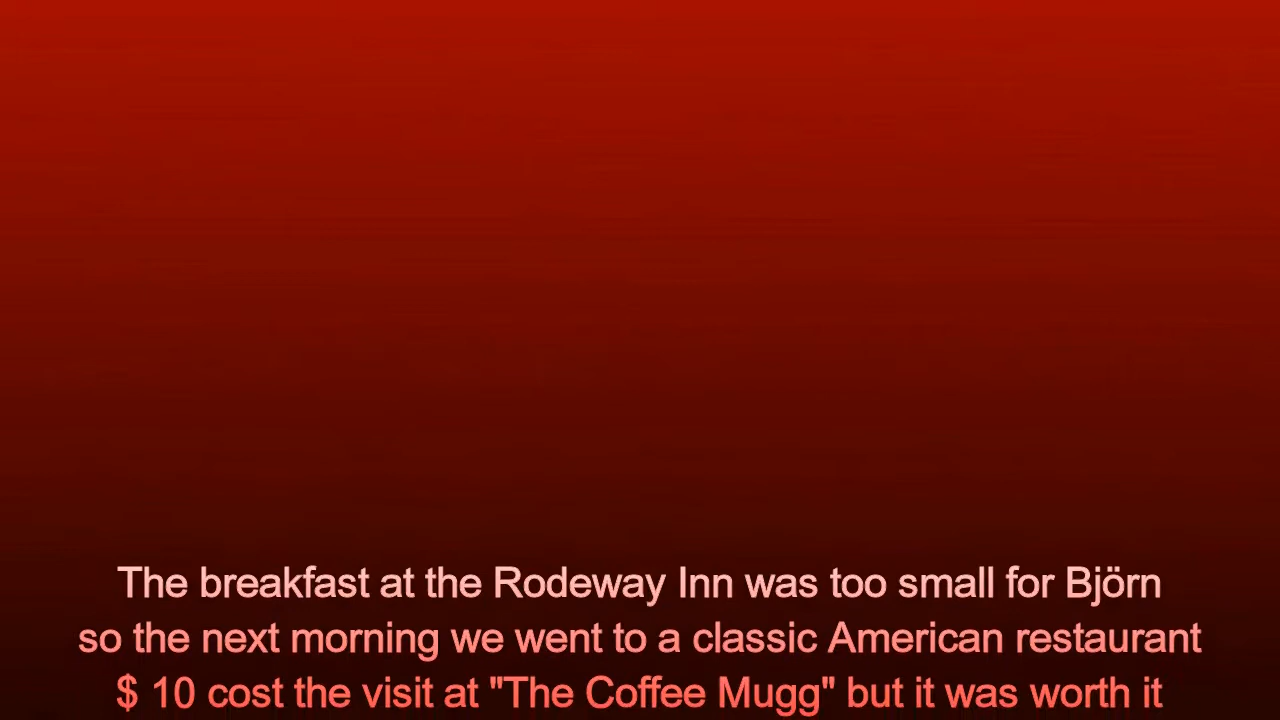 The breakfast at the Rodeway Inn was too small for Björn
so the next morning we went to a classic American restaurant
$ 10 cost the visit at "The Coffee Mugg" but it was worth it